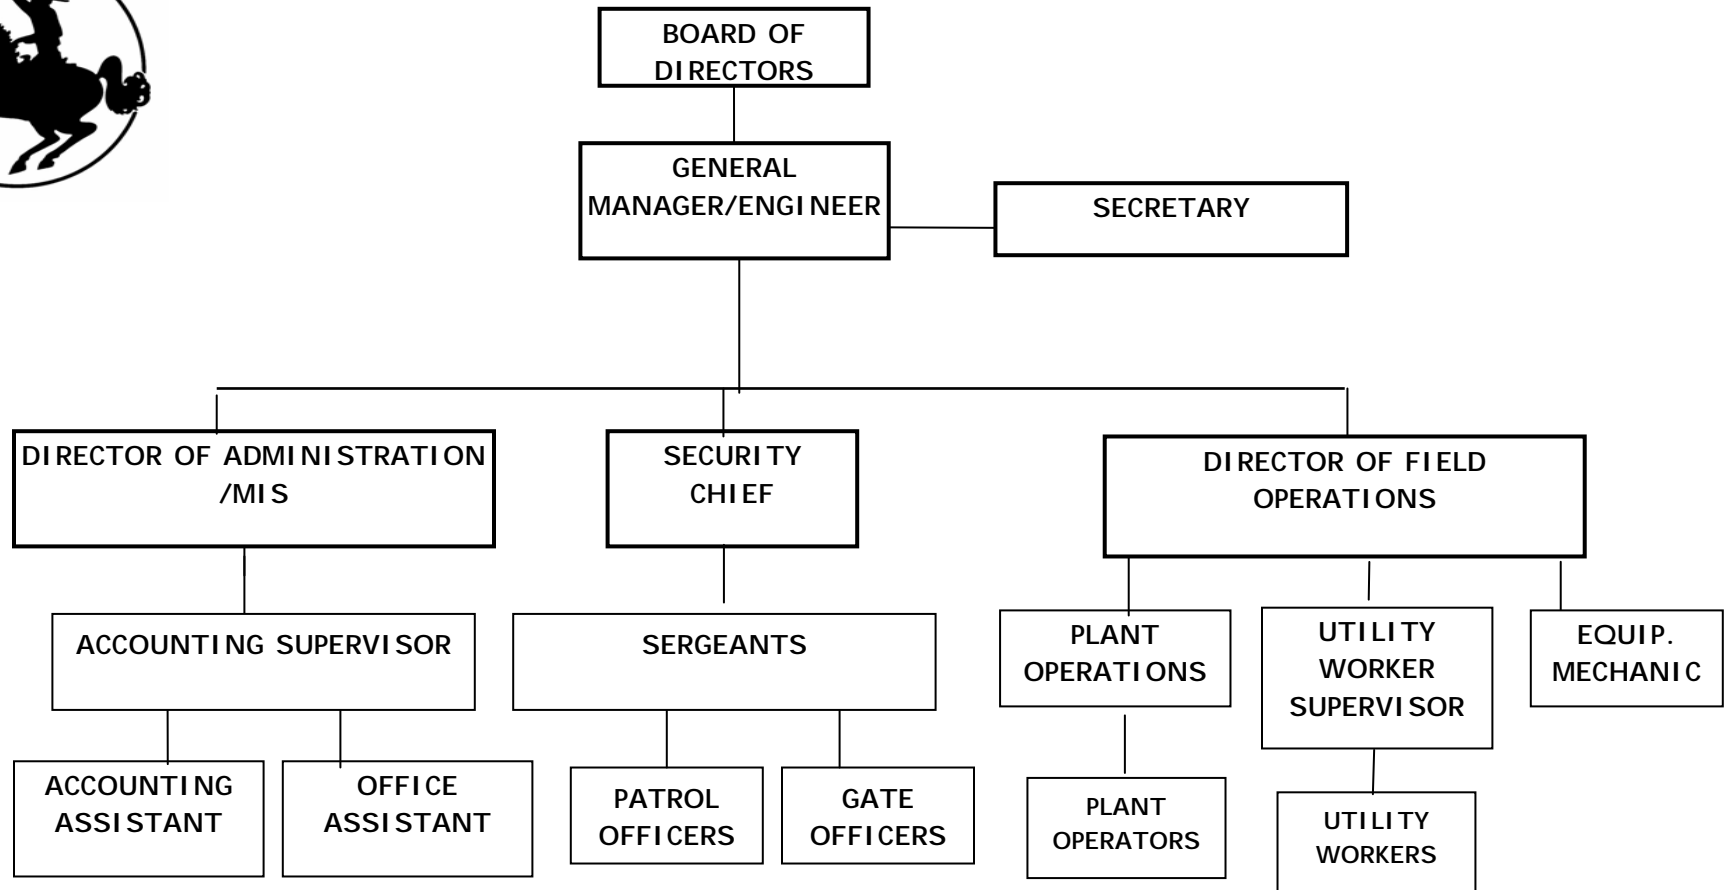 BOARD OF
DIRECTORS
GENERAL
MANAGER/ENGINEER
SECRETARY
DIRECTOR OF ADMINISTRATION
/MIS
SECURITY
CHIEF
DIRECTOR OF FIELD
OPERATIONS
ACCOUNTING SUPERVISOR
SERGEANTS
PLANT
OPERATIONS
UTILITY
WORKER
SUPERVISOR
EQUIP.
MECHANIC
ACCOUNTING
ASSISTANT
OFFICE
ASSISTANT
PATROL
OFFICERS
GATE
OFFICERS
PLANT
OPERATORS
UTILITY
WORKERS